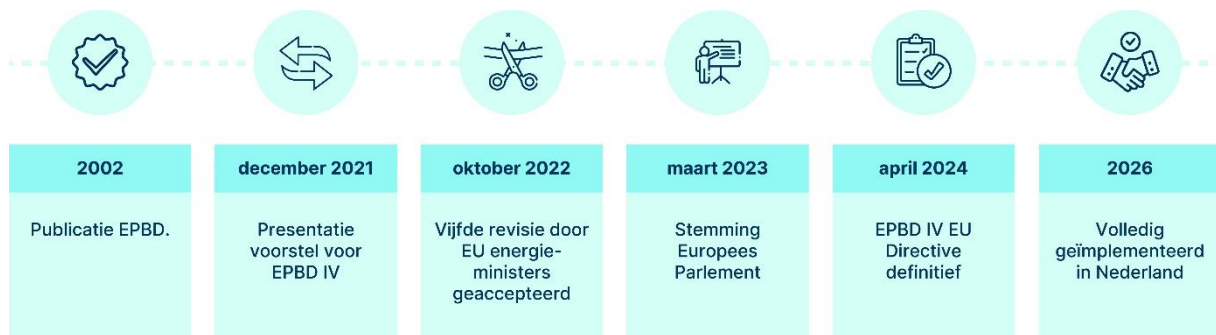 2002
Publicatie EPBD.
december 2021
Presentatie
voorstel voor
EPBD IV
oktober 2022
Vijfde revisie door
EU energie-
ministers
geaccepteerd
maart 2023
Stemming
Europees
Parlement
april 2024
EPBD IV EU
Directive
definitief
2026
Volledig
geïmplementeerd
in Nederland